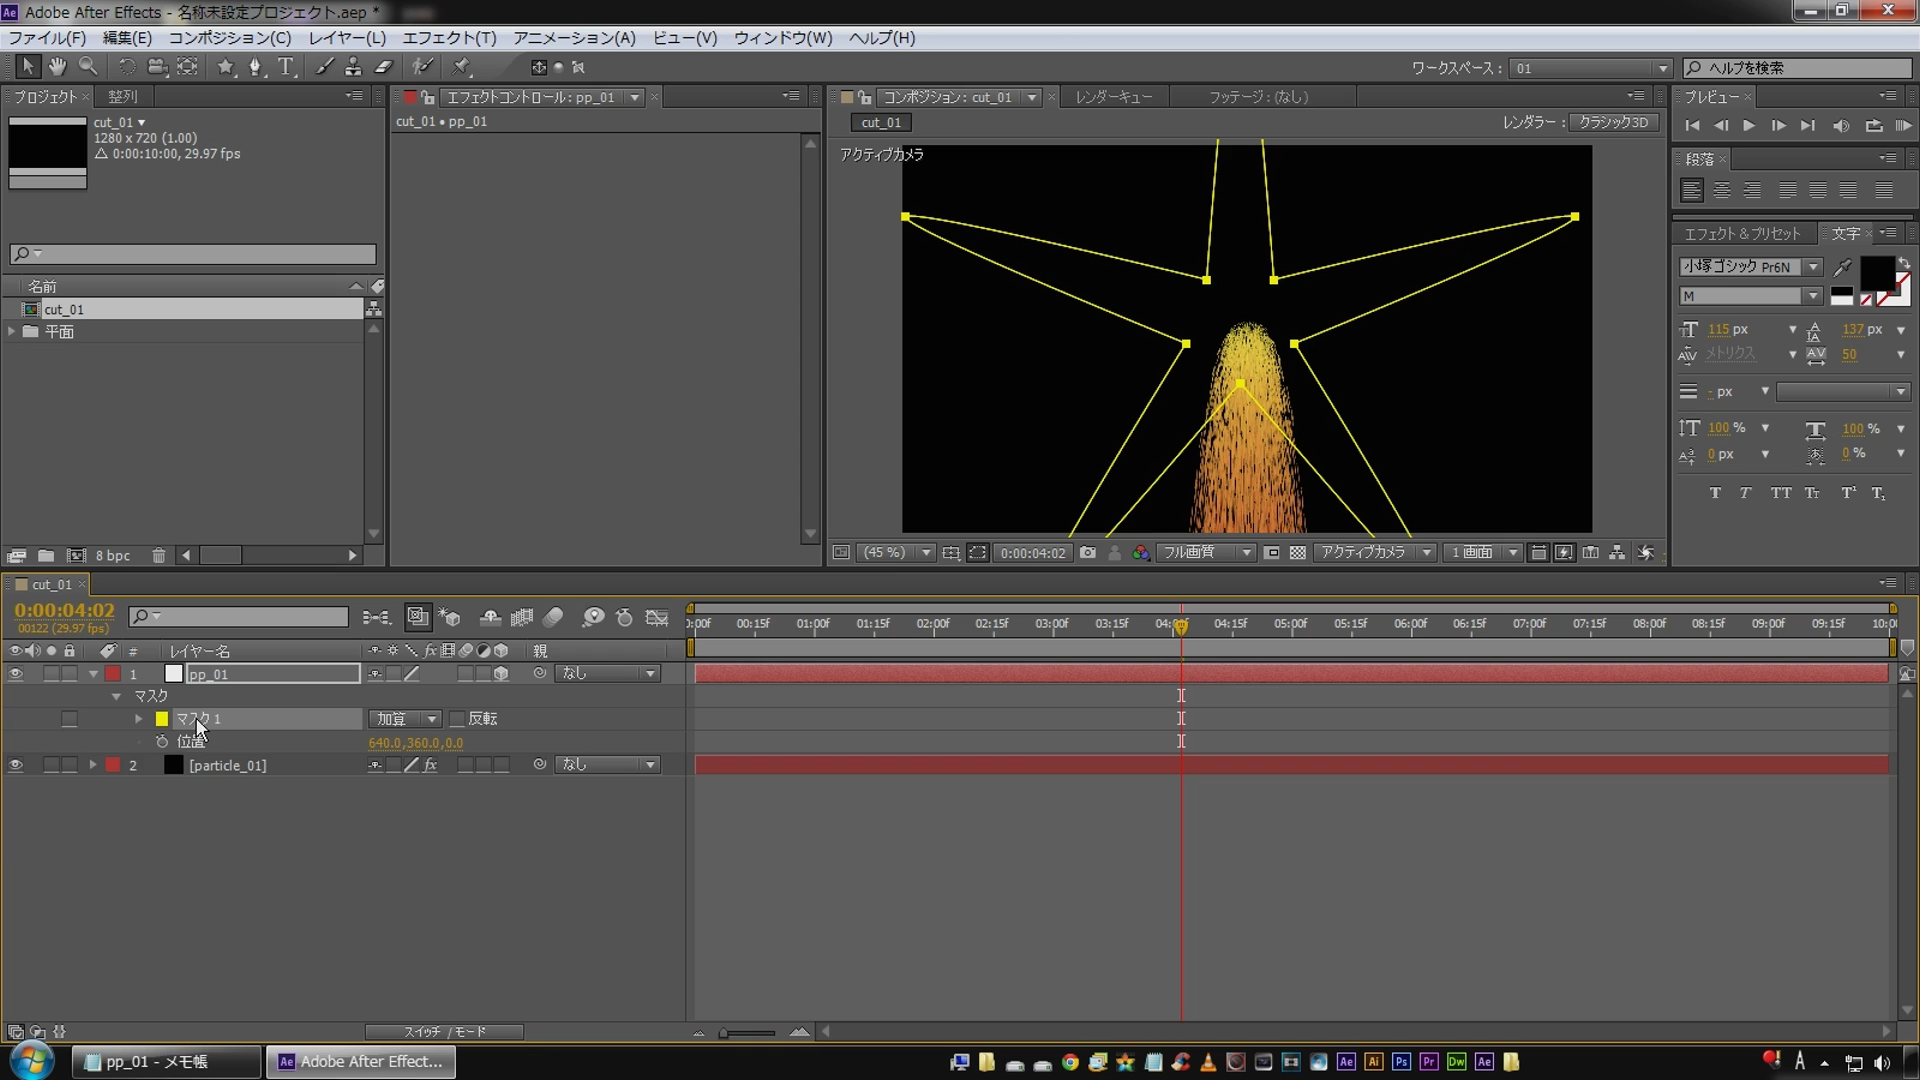 Adobe After Effects - 名称未設定プロジェクト.aep *
ファイル(F) 編集(E) コンポジション(C) レイヤー(L) エフェクト(T) アニメーション(A) ビュー(V) ウィンドウ(W) ヘルプ(H)
ワークスペース: 01 ヘルプを検索
プロジェクト 整列
cut_01
1280 x 720 (1.00)
Δ 0:00:10:00, 29.97 fps
名前
cut_01
平面
8 bpc
エフェクトコントロール: pp_01
cut_01 • pp_01
コンポジション: cut_01 レンダーキュー フッテージ: (なし)
cut_01 レンダラー: クラシック3D
アクティブカメラ
(45 %) 0:00:04:02 フル画質 アクティブカメラ 1 画面
プレビュー
段落
エフェクト&プリセット 文字
小塚ゴシック Pr6N
M
115 px 137 px
メトリクス 50
- px
100 % 100 %
0 px 0 %
T T TT Tт T¹ T₁
cut_01
0:00:04:02
00122 (29.97 fps)
00:15f 01:00f 01:15f 02:00f 02:15f 03:00f 03:15f 04:15f 05:00f 05:15f 06:00f 06:15f 07:00f 07:15f 08:00f 08:15f 09:00f 09:15f
# レイヤー名 fx 親
1 pp_01 なし
マスク
マスク 1 加算 反転
位置 640.0,360.0,0.0
2 [particle_01] fx なし
スイッチ / モード
pp_01 - メモ帳 Ae Adobe After Effect... Ae Ai Ps Pr Dw Ae A